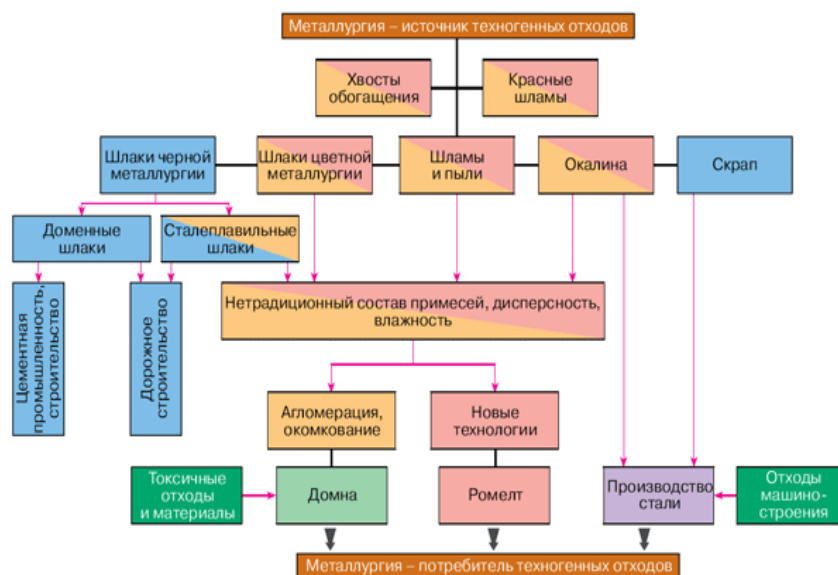 Металлургия – источник техногенных отходов
Хвосты
обогащения
Красные
шламы
Шлаки черной
металлургии
Шлаки цветной
металлургии
Шламы
и пыли
Окалина
Скрап
Доменные
шлаки
Сталеплавильные
шлаки
Цементная
промышленность,
строительство
Дорожное
строительство
Нетрадиционный состав примесей, дисперсность,
влажность
Агломерация,
окомкование
Новые
технологии
Токсичные
отходы
и материалы
Домна
Ромелт
Производство
стали
Отходы
машино-
строения
Металлургия – потребитель техногенных отходов